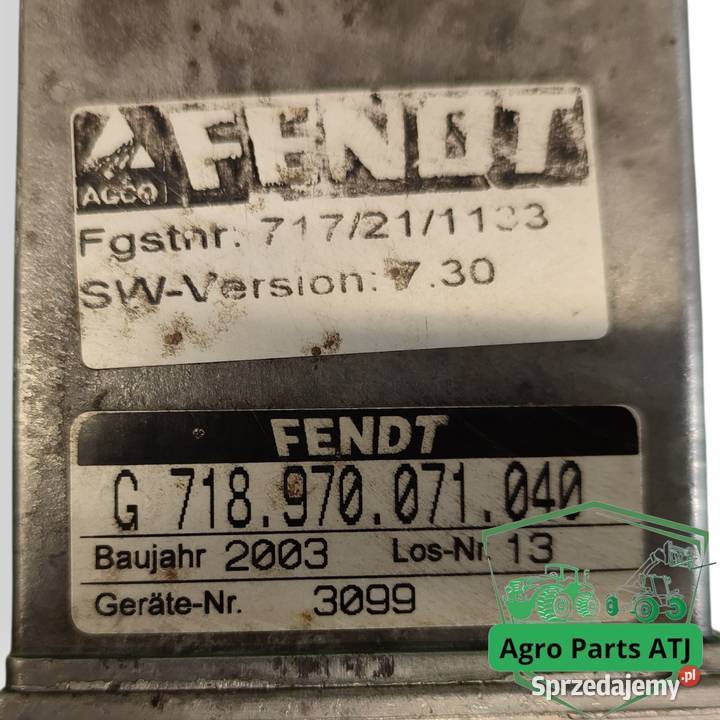 FENDT
AGCO
Fgstnr: 717/21/1133
SW-Version: 7.30
FENDT
G 718.970.071.040
Baujahr 2003 Los-Nr. 13
Geräte-Nr. 3099
Agro Parts ATJ
Sprzedajemy.pl